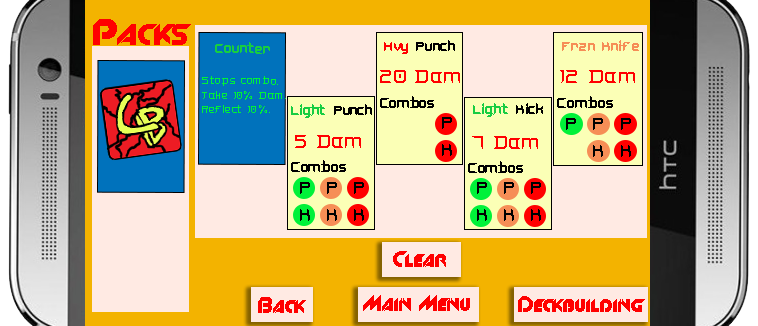 Packs
Counter
Stops combo.
Take 10% Dam
Reflect 10%.
Light Punch
5 Dam
Combos
P P P
K K K
Hvy Punch
20 Dam
Combos
P
K
Light Kick
7 Dam
Combos
P P P
K K K
Fren Knife
12 Dam
Combos
P P P
K K
Clear
Back
Main Menu
Deckbuilding
hTC